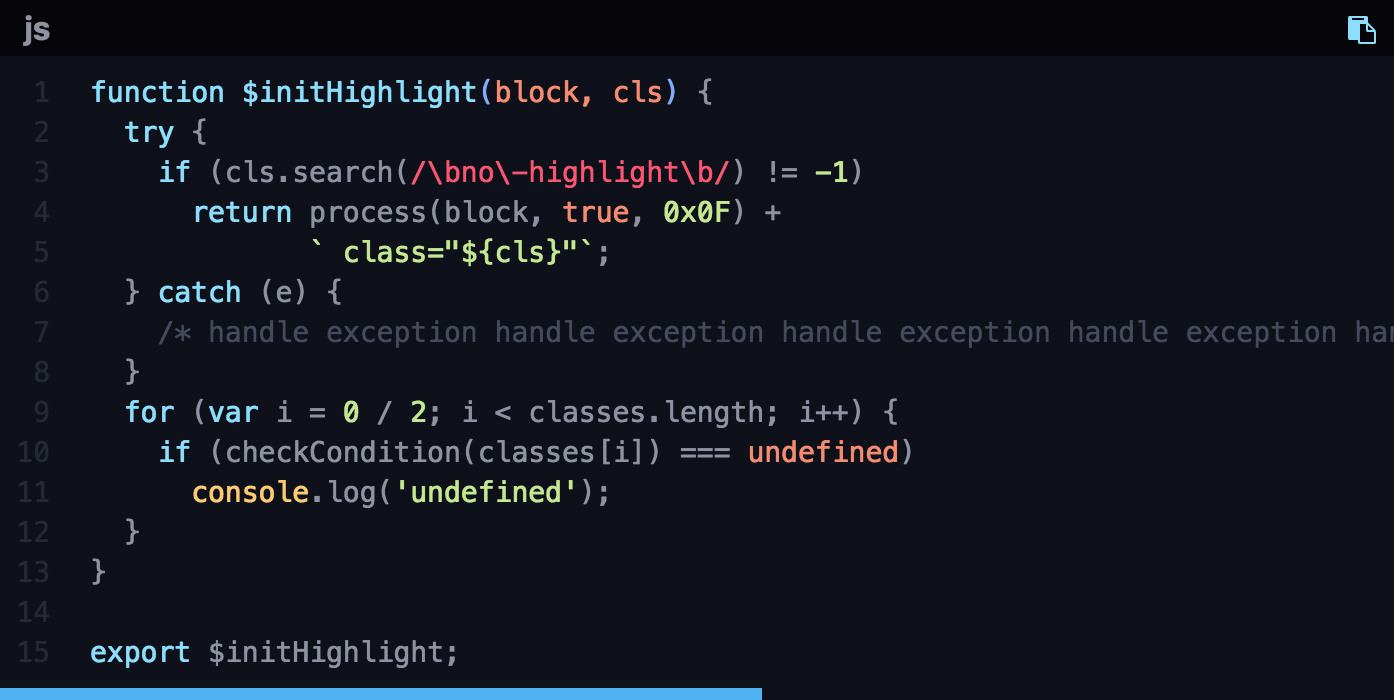 js
1 function $initHighlight(block, cls) {
2   try {
3     if (cls.search(/\bno\-highlight\b/) != -1)
4       return process(block, true, 0x0F) +
5              ` class="${cls}"`;
6   } catch (e) {
7     /* handle exception handle exception handle exception handle exception
8   }
9   for (var i = 0 / 2; i < classes.length; i++) {
10     if (checkCondition(classes[i]) === undefined)
11       console.log('undefined');
12   }
13 }
14
15 export $initHighlight;